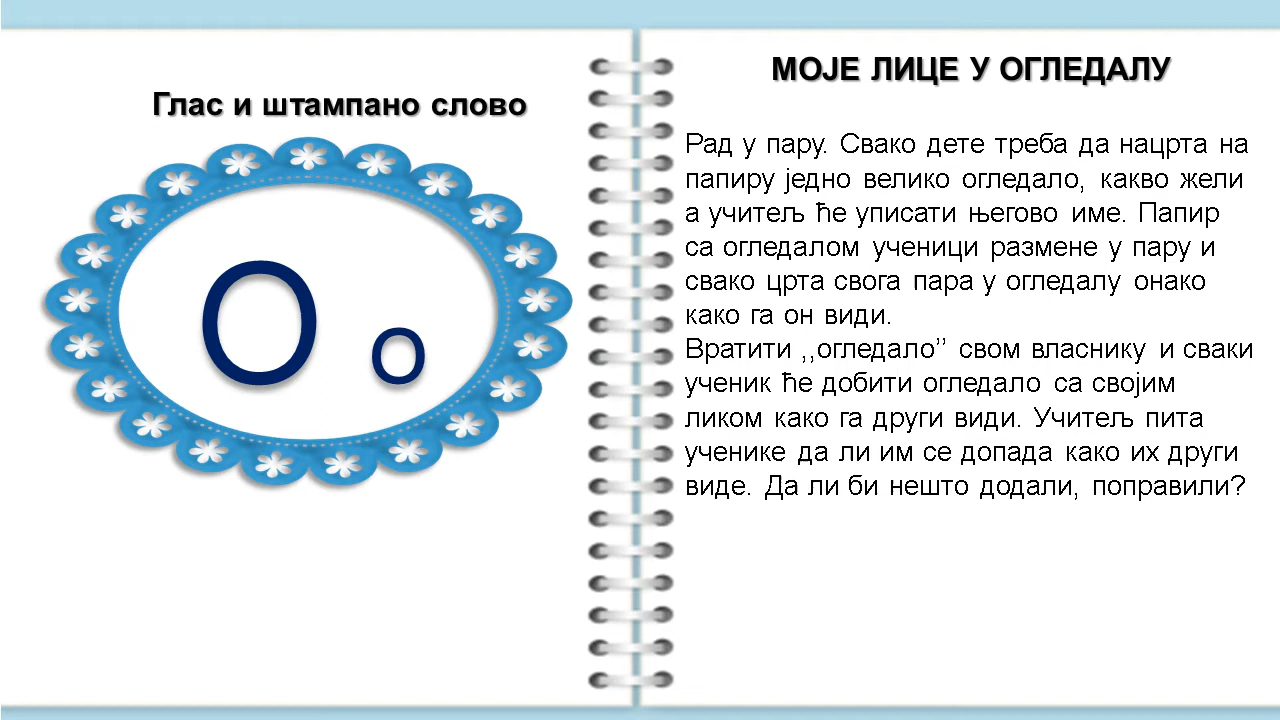 Глас и штампано слово
О о
МОЈЕ ЛИЦЕ У ОГЛЕДАЛУ
Рад у пару. Свако дете треба да нацрта на
папиру једно велико огледало, какво жели
а учитељ ће уписати његово име. Папир
са огледалом ученици размене у пару и
свако црта свога пара у огледалу онако
како га он види.
Вратити ,,огледало’’ свом власнику и сваки
ученик ће добити огледало са својим
ликом како га други види. Учитељ пита
ученике да ли им се допада како их други
виде. Да ли би нешто додали, поправили?